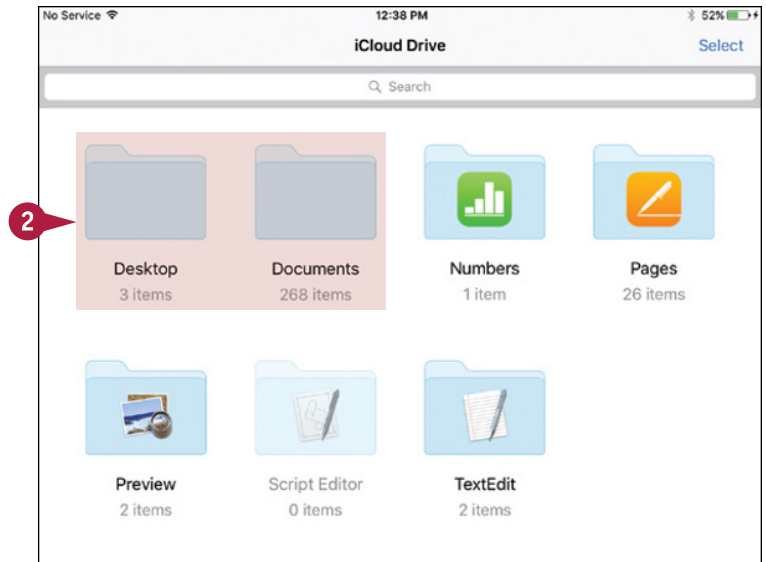 No Service 12:38 PM 52%
iCloud Drive Select
Search
2
Desktop Documents Numbers Pages
3 items 268 items 1 item 26 items
Preview Script Editor TextEdit
2 items 0 items 2 items